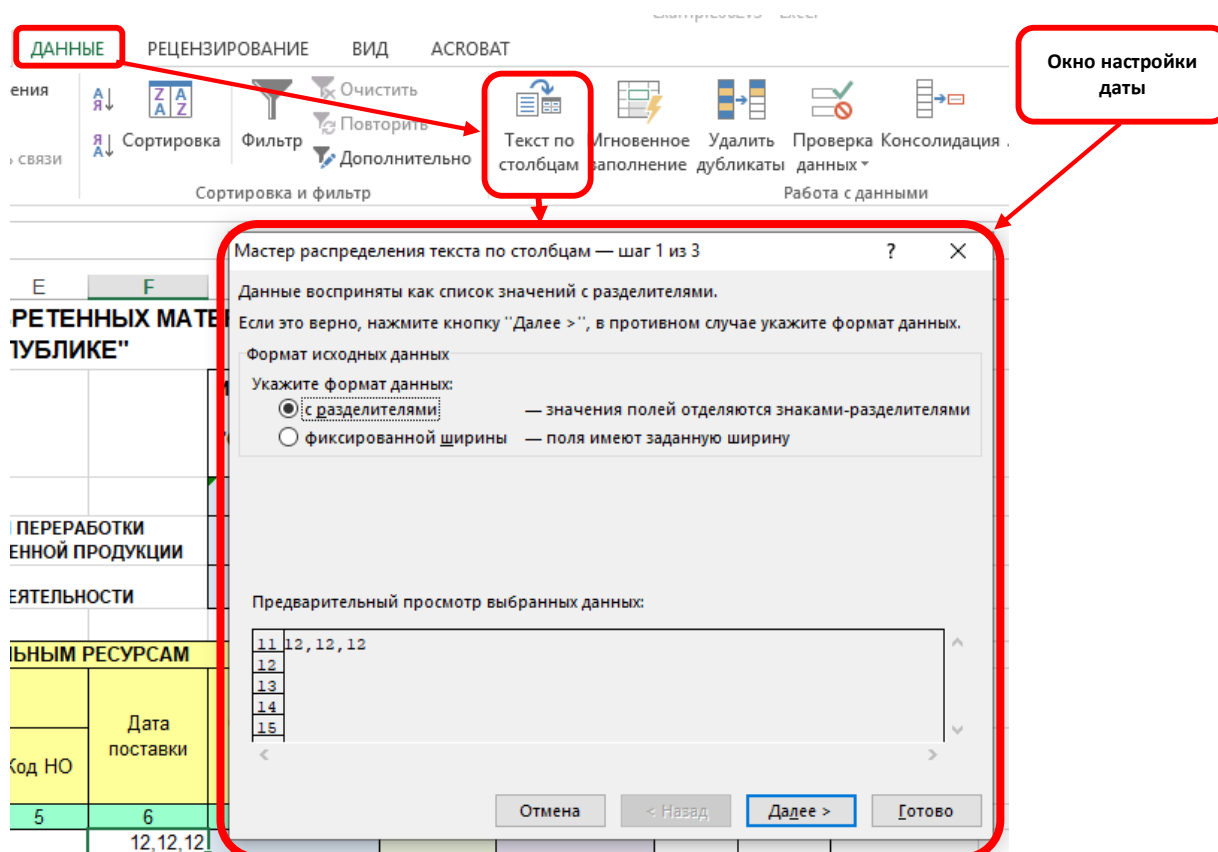 ДАННЫЕ РЕЦЕНЗИРОВАНИЕ ВИД ACROBAT
Окно настройки
даты
ения
Очистить
Повторить
Сортировка Фильтр
Дополнительно
связи
Текст по
столбцам
Мгновенное
заполнение
Удалить
дубликаты
Проверка
данных
Консолидация
Сортировка и фильтр
Работа с данными
Мастер распределения текста по столбцам — шаг 1 из 3 ?
Данные восприняты как список значений с разделителями.
Если это верно, нажмите кнопку "Далее >", в противном случае укажите формат данных.
Формат исходных данных
Укажите формат данных:
с разделителями — значения полей отделяются знаками-разделителями
фиксированной ширины — поля имеют заданную ширину
Предварительный просмотр выбранных данных:
11 12,12,12
12
13
14
15
Отмена < Назад Далее > Готово
E F
РЕТЕННЫХ МАТЕ
ПУБЛИКЕ"
ПЕРЕРАБОТКИ
ЕННОЙ ПРОДУКЦИИ
ЕЯТЕЛЬНОСТИ
ЛЬНЫМ РЕСУРСАМ
Дата
поставки
Код НО
5 6
12,12,12